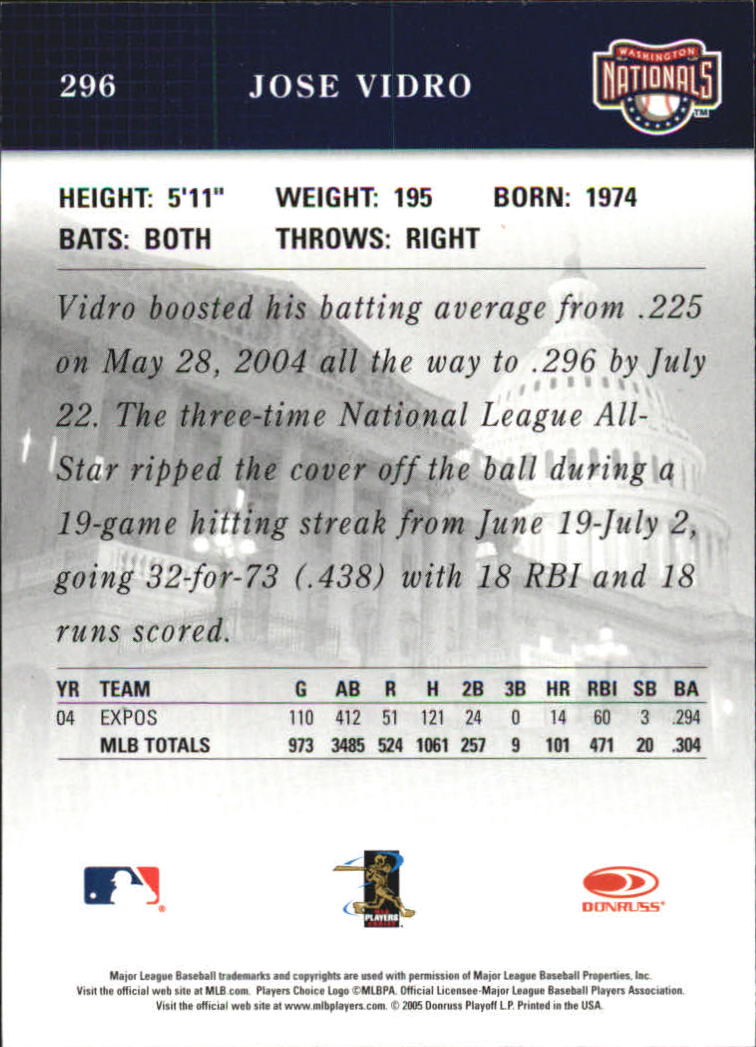 296 JOSE VIDRO
WASHINGTON
NATIONALS
TM
HEIGHT: 5'11" WEIGHT: 195 BORN: 1974
BATS: BOTH THROWS: RIGHT
Vidro boosted his batting average from .225
on May 28, 2004 all the way to .296 by July
22. The three-time National League All-
Star ripped the cover off the ball during a
19-game hitting streak from June 19-July 2,
going 32-for-73 (.438) with 18 RBI and 18
runs scored.
YR TEAM G AB R H 2B 3B HR RBI SB BA
04 EXPOS 110 412 51 121 24 0 14 60 3 .294
MLB TOTALS 973 3485 524 1061 257 9 101 471 20 .304
PLAYERS
DONRUSS
Major League Baseball trademarks and copyrights are used with permission of Major League Baseball Properties, Inc.
Visit the official web site at MLB.com. Players Choice Logo ©MLBPA. Official Licensee-Major League Baseball Players Association.
Visit the official web site at www.mlbplayers.com. © 2005 Donruss Playoff L.P. Printed in the USA.